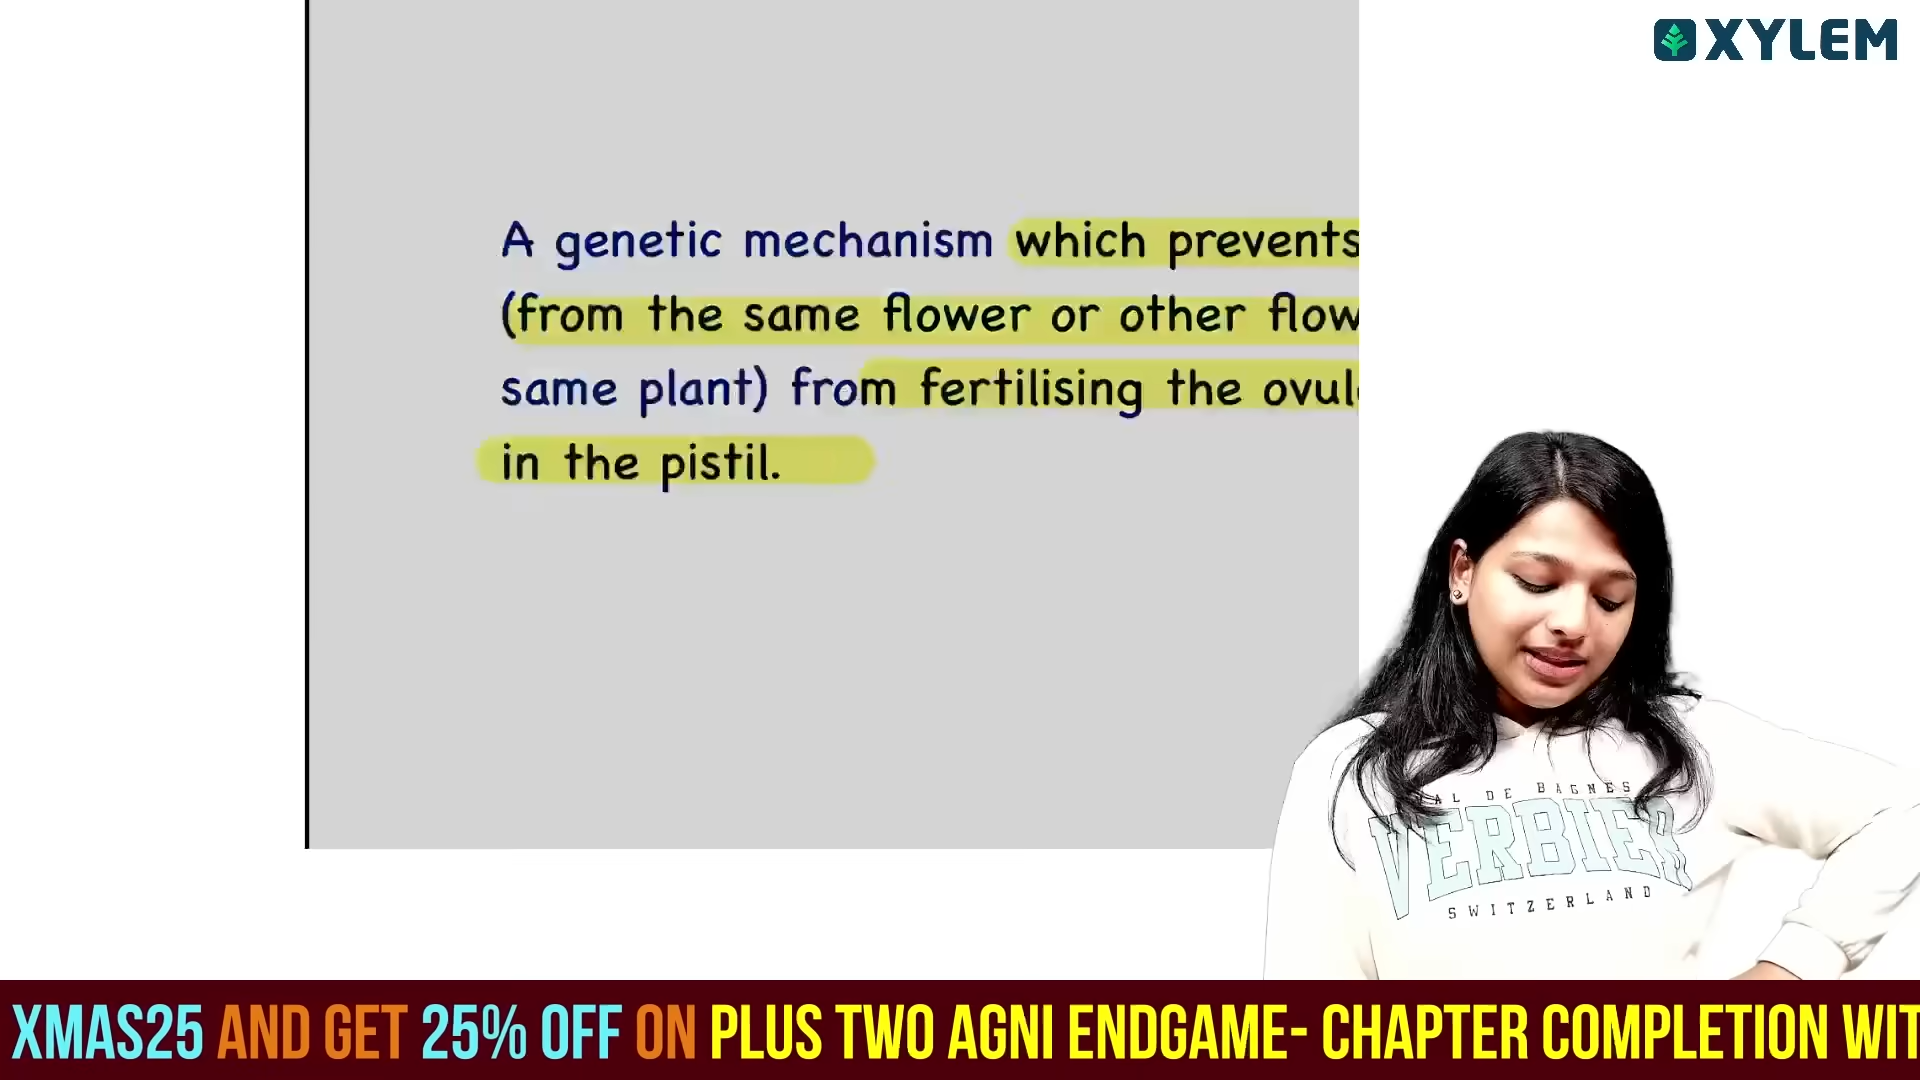 XYLEM
A genetic mechanism which prevents
(from the same flower or other flow
same plant) from fertilising the ovul
in the pistil.
VAL DE BAGNES
VERBIER
SWITZERLAND
XMAS25 AND GET 25% OFF ON PLUS TWO AGNI ENDGAME- CHAPTER COMPLETION WIT